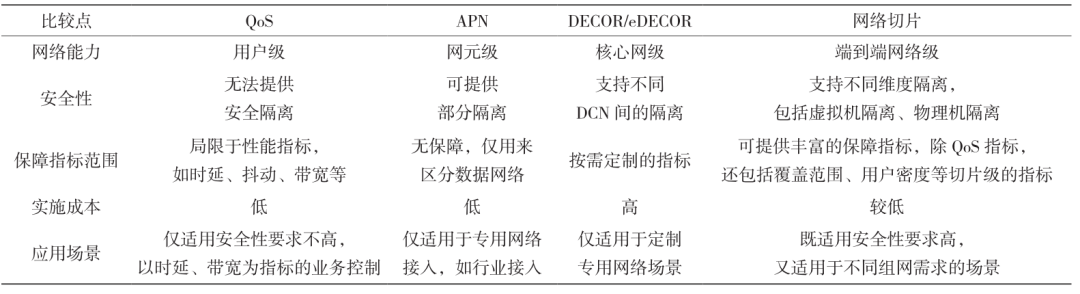 比较点 QoS APN DECOR/eDECOR 网络切片
网络能力 用户级 网元级 核心网级 端到端网络级
安全性 无法提供 安全隔离 可提供 部分隔离 支持不同 DCN 间的隔离 支持不同维度隔离， 包括虚拟机隔离、物理机隔离
保障指标范围 局限于性能指标， 如时延、抖动、带宽等 无保障，仅用来 区分数据网络 按需定制的指标 可提供丰富的保障指标，除 QoS 指标， 还包括覆盖范围、用户密度等切片级的指标
实施成本 低 低 高 较低
应用场景 仅适用安全性要求不高， 以时延、带宽为指标的业务控制 仅适用于专用网络 接入，如行业接入 仅适用于定制 专用网络场景 既适用安全性要求高， 又适用于不同组网需求的场景